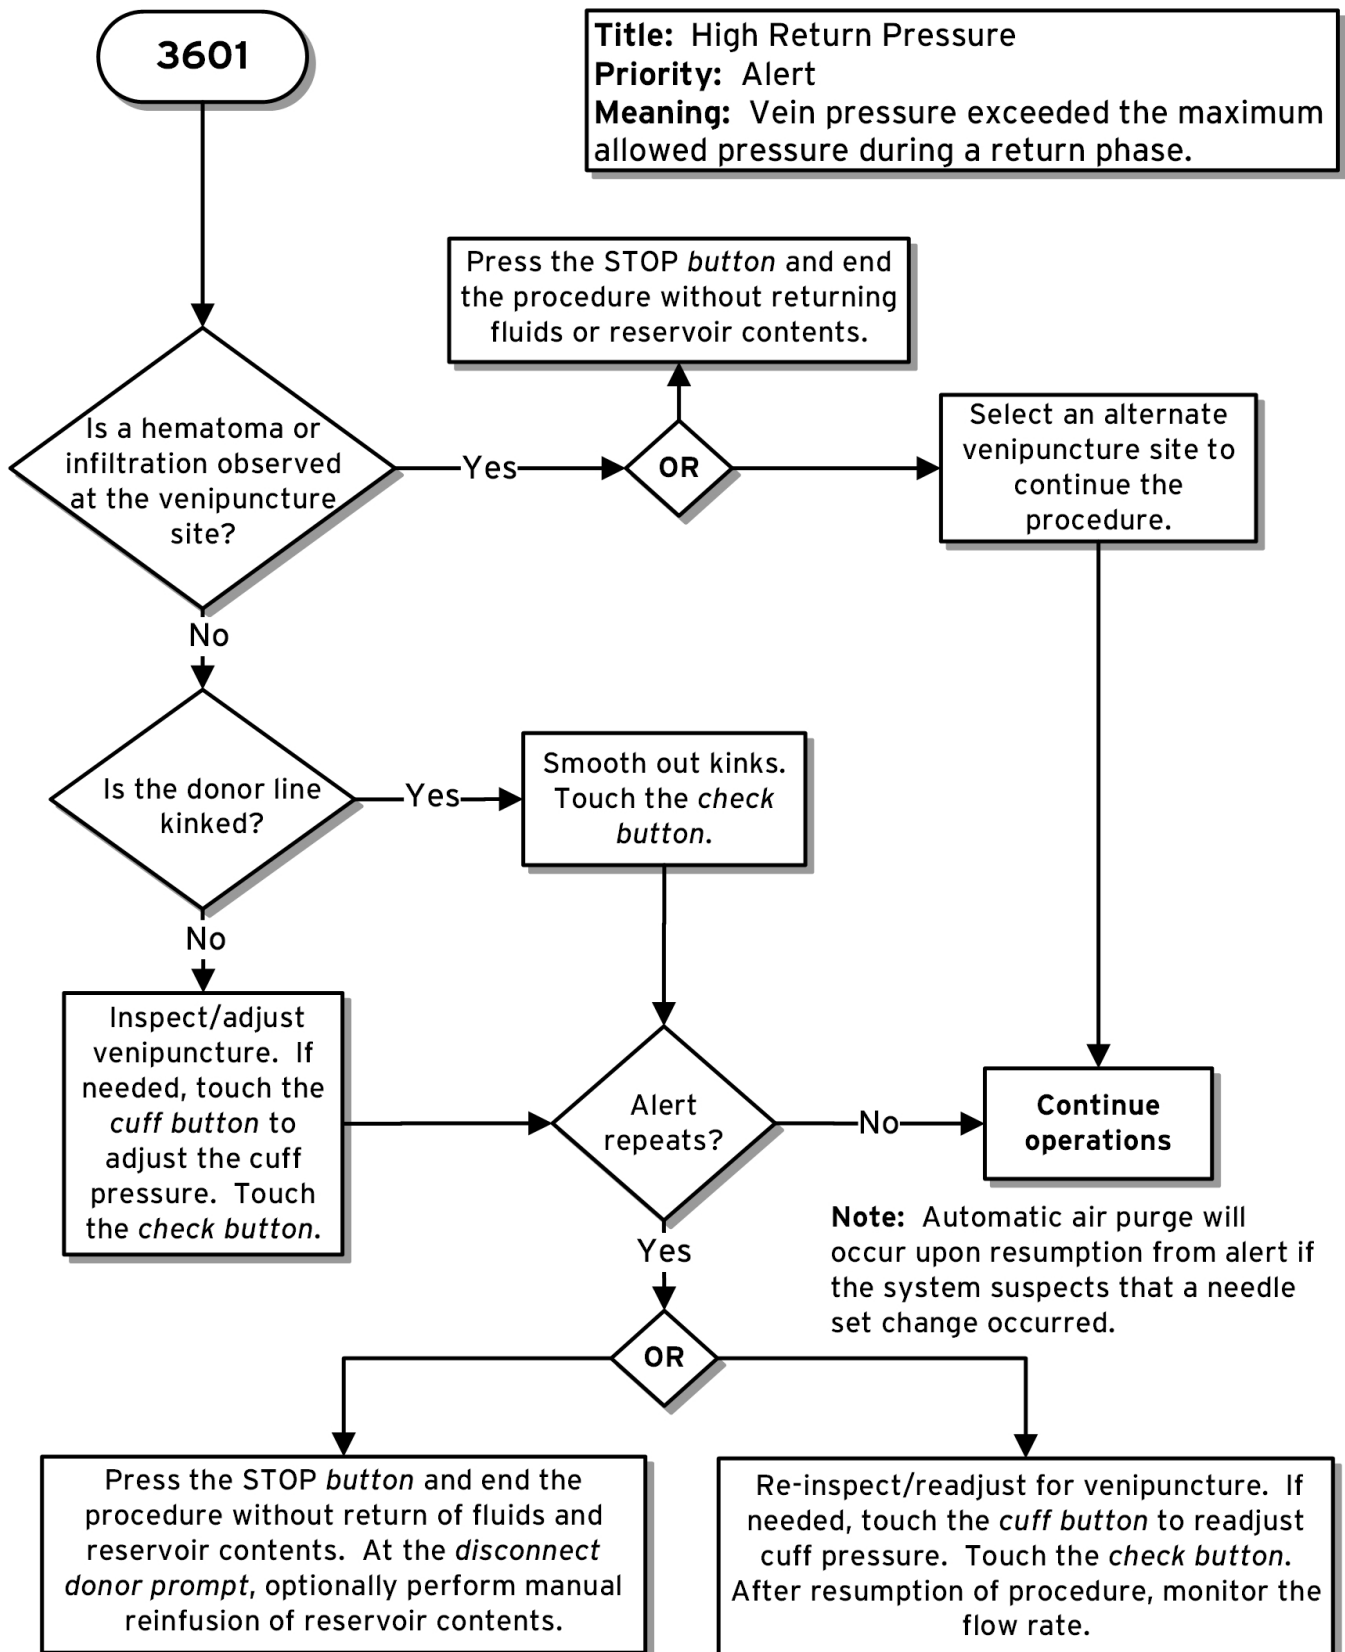 3601
Title: High Return Pressure
Priority: Alert
Meaning: Vein pressure exceeded the maximum
allowed pressure during a return phase.
Press the STOP button and end
the procedure without returning
fluids or reservoir contents.
Is a hematoma or
infiltration observed
at the venipuncture
site?
Yes
OR
Select an alternate
venipuncture site to
continue the
procedure.
No
Is the donor line
kinked?
Yes
Smooth out kinks.
Touch the check
button.
No
Inspect/adjust
venipuncture. If
needed, touch the
cuff button to
adjust the cuff
pressure. Touch
the check button.
Alert
repeats?
No
Continue
operations
Note: Automatic air purge will
occur upon resumption from alert if
the system suspects that a needle
set change occurred.
Yes
OR
Press the STOP button and end the
procedure without return of fluids and
reservoir contents. At the disconnect
donor prompt, optionally perform manual
reinfusion of reservoir contents.
Re-inspect/readjust for venipuncture. If
needed, touch the cuff button to readjust
cuff pressure. Touch the check button.
After resumption of procedure, monitor the
flow rate.